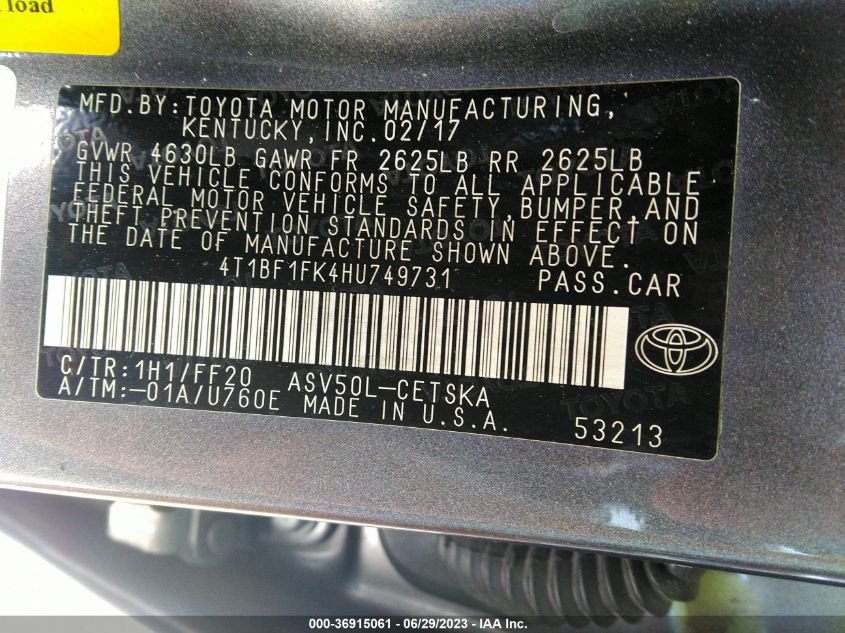 load
MFD.BY:TOYOTA MOTOR MANUFACTURING,
KENTUCKY, INC. 02/17
GVWR 4630LB GAWR FR 2625LB RR 2625LB
THIS VEHICLE CONFORMS TO ALL APPLICABLE
FEDERAL MOTOR VEHICLE SAFETY, BUMPER, AND
THEFT PREVENTION STANDARDS IN EFFECT ON
THE DATE OF MANUFACTURE SHOWN ABOVE.
4T1BF1FK4HU749731 PASS.CAR
C/TR:1H1/FF20 ASV50L-CETSKA
A/TM:-01A/U760E MADE IN U.S.A.
53213
000-36915061 - 06/29/2023 - IAAI Inc.